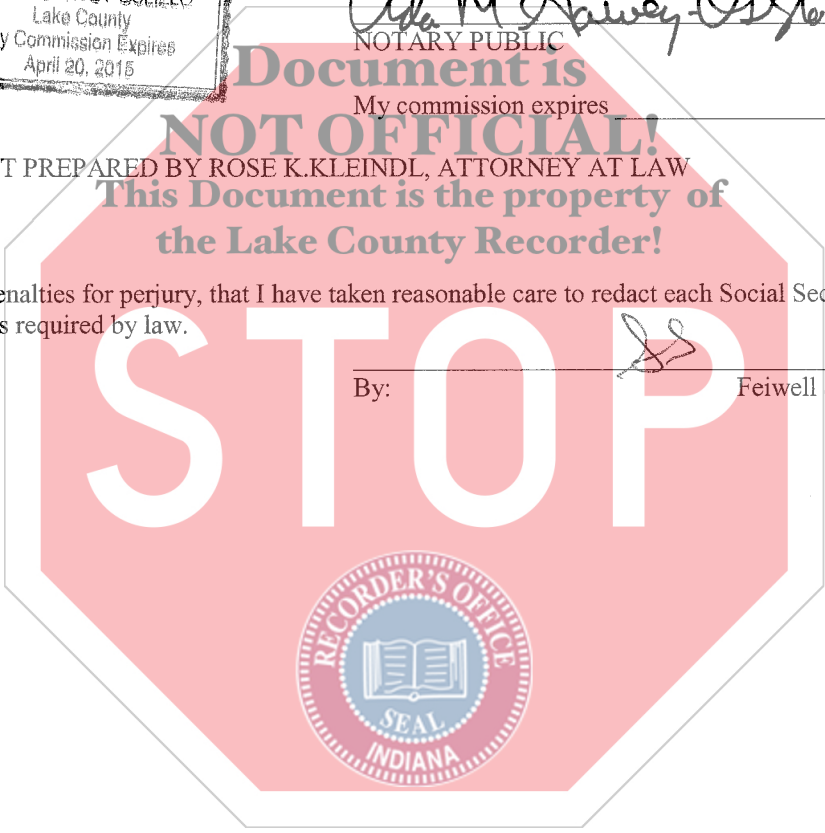 Lake County
y Commission Expires
April 20, 2015
NOTARY PUBLIC
Document is
My commission expires
NOT OFFICIAL!
T PREPARED BY ROSE K.KLEINDL, ATTORNEY AT LAW
This Document is the property of
the Lake County Recorder!
enalties for perjury, that I have taken reasonable care to redact each Social Sec
s required by law.
STOP
By: Feiwell
RECORDER'S OFFICE
SEAL
INDIANA